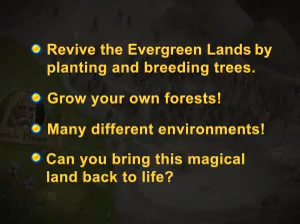 Revive the Evergreen Lands by
planting and breeding trees.
Grow your own forests!
Many different environments!
Can you bring this magical
land back to life?